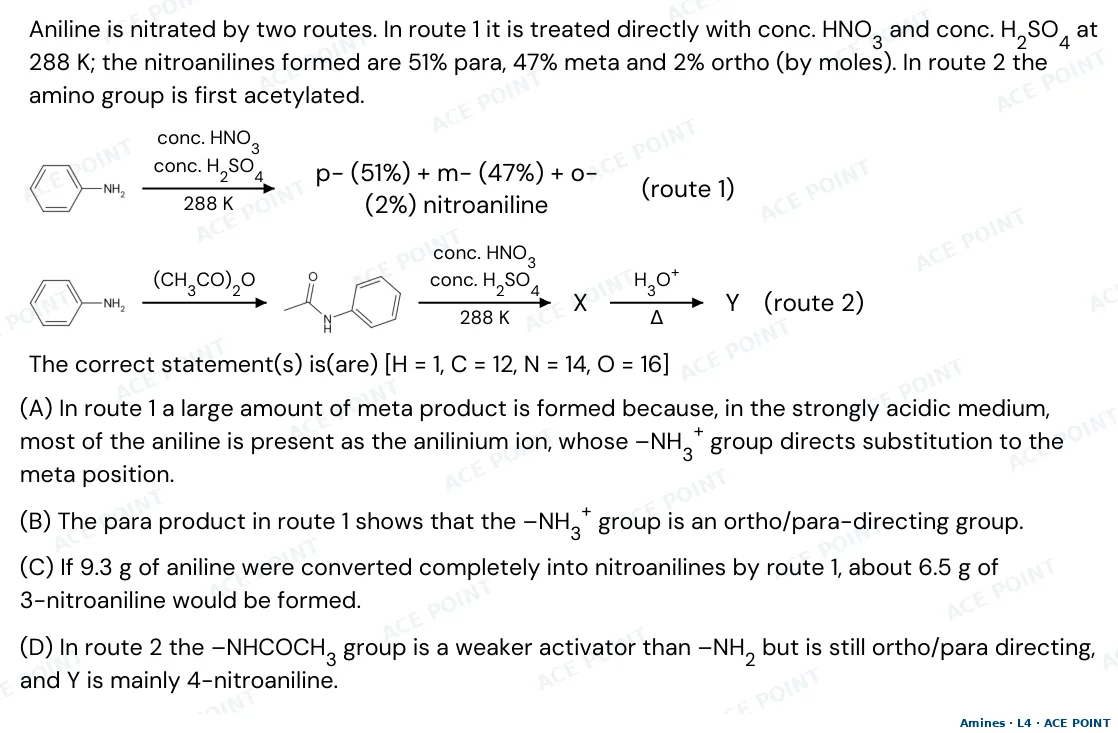 Aniline is nitrated by two routes. In route 1 it is treated directly with conc. HNO3 and conc. H2SO4 at
288 K; the nitroanilines formed are 51% para, 47% meta and 2% ortho (by moles). In route 2 the
amino group is first acetylated.
conc. HNO3
conc. H2SO4
288 K
NH2
p- (51%) + m- (47%) + o-
(2%) nitroaniline
(route 1)
NH2
(CH3CO)2O
O
N
H
conc. HNO3
conc. H2SO4
288 K
X
H3O+
Δ
Y (route 2)
The correct statement(s) is(are) [H = 1, C = 12, N = 14, O = 16]
(A) In route 1 a large amount of meta product is formed because, in the strongly acidic medium,
most of the aniline is present as the anilinium ion, whose –NH3+ group directs substitution to the
meta position.
(B) The para product in route 1 shows that the –NH3+ group is an ortho/para-directing group.
(C) If 9.3 g of aniline were converted completely into nitroanilines by route 1, about 6.5 g of
3-nitroaniline would be formed.
(D) In route 2 the –NHCOCH3 group is a weaker activator than –NH2 but is still ortho/para directing,
and Y is mainly 4-nitroaniline.
Amines · L4 · ACE POINT